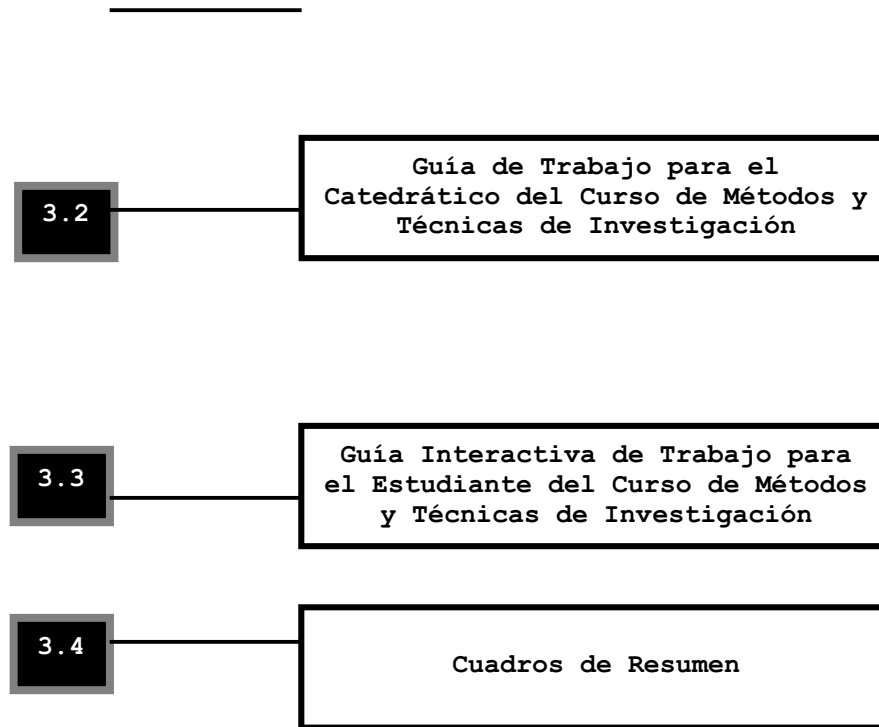 3.2
Guía de Trabajo para el
Catedrático del Curso de Métodos y
Técnicas de Investigación
3.3
Guía Interactiva de Trabajo para
el Estudiante del Curso de Métodos
y Técnicas de Investigación
3.4
Cuadros de Resumen